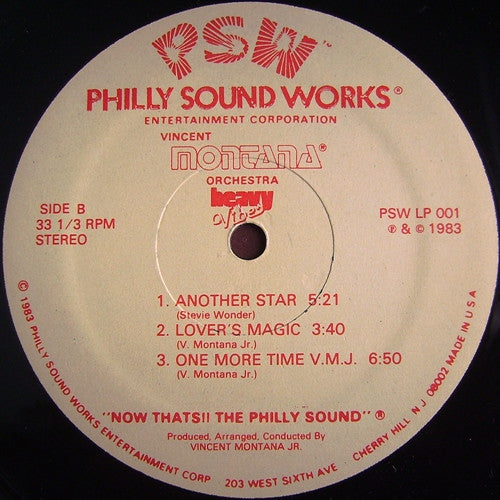 PSW™
PHILLY SOUND WORKS®
ENTERTAINMENT CORPORATION
VINCENT
MONTANA®
ORCHESTRA
heavy
vibes
SIDE B
33 1/3 RPM
STEREO
PSW LP 001
℗ & © 1983
1. ANOTHER STAR 5:21
(Stevie Wonder)
2. LOVER'S MAGIC 3:40
(V. Montana Jr.)
3. ONE MORE TIME V.M.J. 6:50
(V. Montana Jr.)
"NOW THATS!! THE PHILLY SOUND" ®
Produced, Arranged, Conducted By
VINCENT MONTANA JR.
© 1983 PHILLY SOUND WORKS ENTERTAINMENT CORP 203 WEST SIXTH AVE CHERRY HILL N J 08002 MADE IN U S A